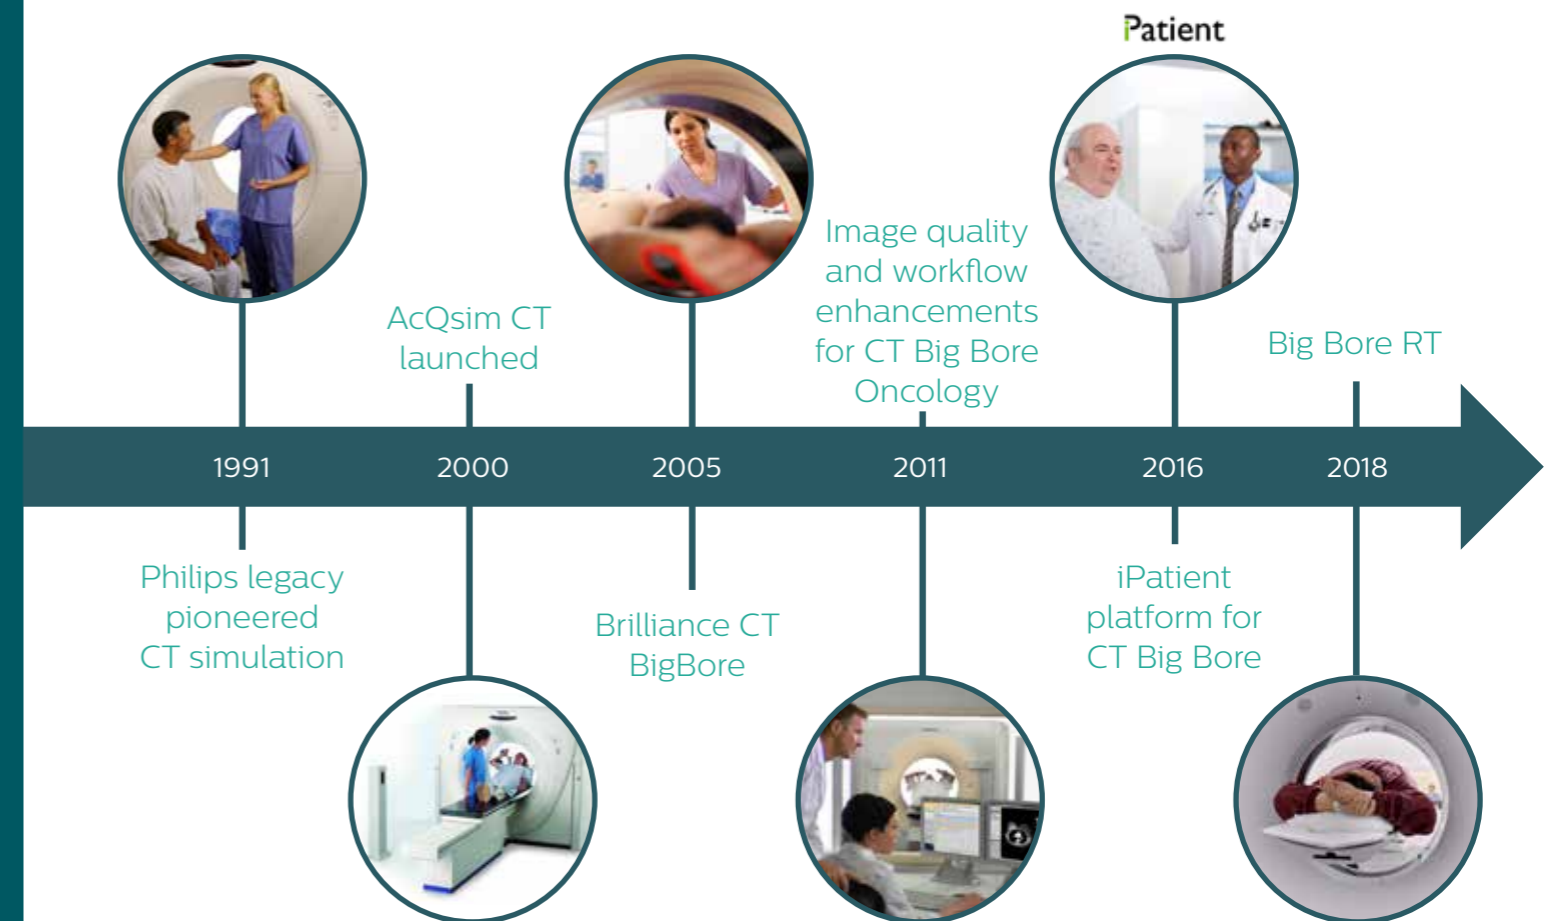 iPatient
Image quality
and workflow
enhancements
for CT Big Bore
Oncology
AcQsim CT
launched
Big Bore RT
1991
2000
2005
2011
2016
2018
Philips legacy
pioneered
CT simulation
Brilliance CT
BigBore
iPatient
platform for
CT Big Bore